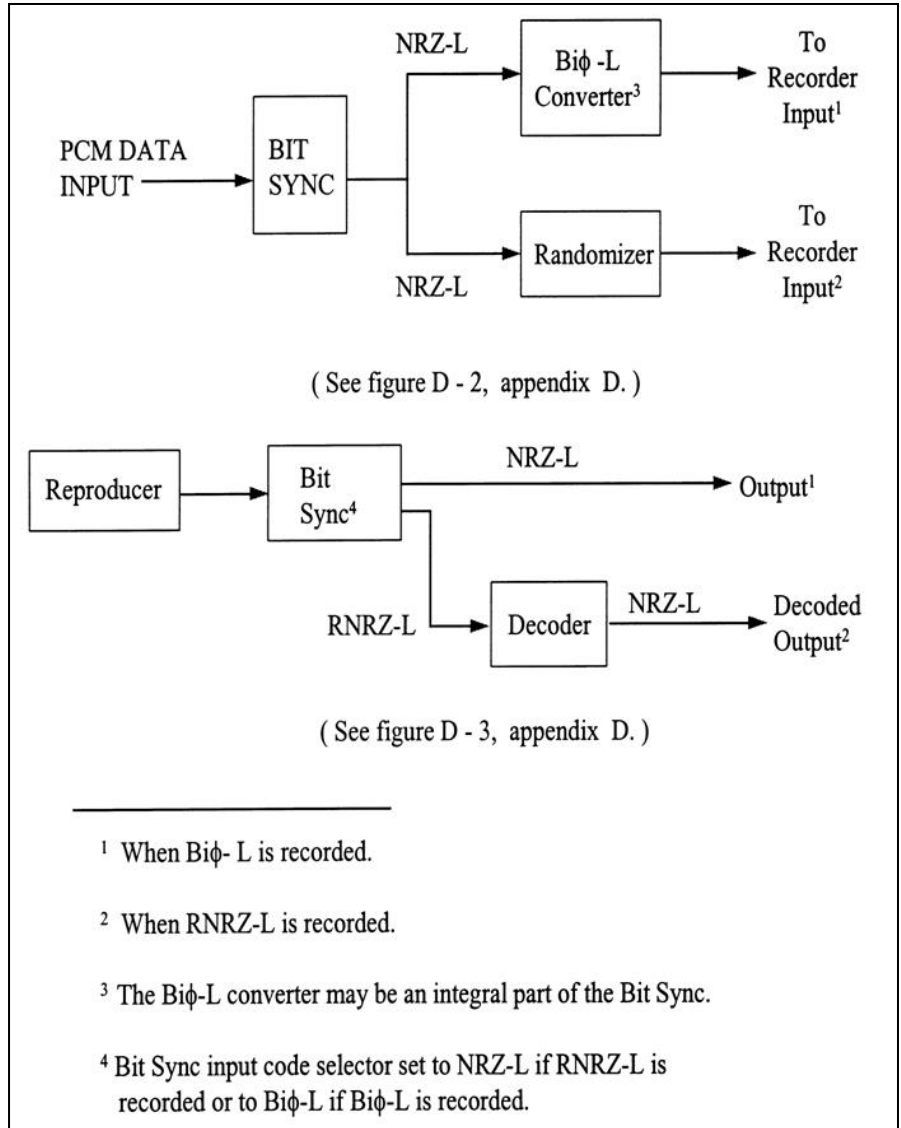 NRZ-L
Biϕ -L
Converter³
To
Recorder
Input¹
PCM DATA
INPUT
BIT
SYNC
NRZ-L
Randomizer
To
Recorder
Input²
( See figure D - 2, appendix D. )
Reproducer
Bit
Sync⁴
NRZ-L
Output¹
RNRZ-L
Decoder
NRZ-L
Decoded
Output²
( See figure D - 3, appendix D. )
¹ When Biϕ- L is recorded.
² When RNRZ-L is recorded.
³ The Biϕ-L converter may be an integral part of the Bit Sync.
⁴ Bit Sync input code selector set to NRZ-L if RNRZ-L is
recorded or to Biϕ-L if Biϕ-L is recorded.